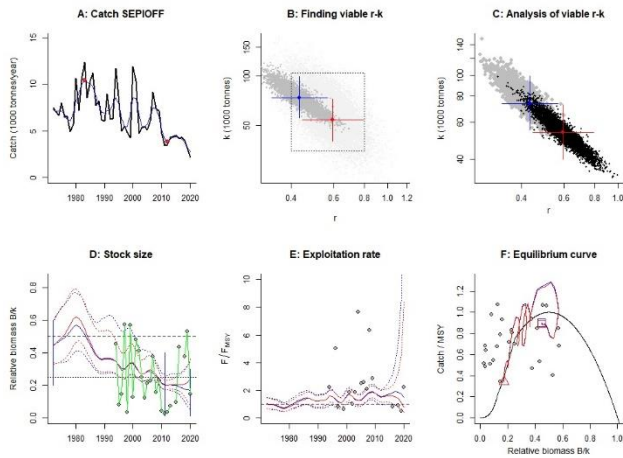 A: Catch SEPIOFF
B: Finding viable r-k
C: Analysis of viable r-k
Catch (1000 tonnes/year)
0 5 10 15
1980 1990 2000 2010 2020
k (1000 tonnes)
50 100
0.4 0.6 0.8 1.0 1.2
r
k (1000 tonnes)
40 60 80 100 140
0.4 0.6 0.8 1.0
r
D: Stock size
E: Exploitation rate
F: Equilibrium curve
Relative biomass B/k
0.0 0.2 0.4 0.6 0.8 1.0
1980 1990 2000 2010 2020
F / FMSY
0 2 4 6 8 10
1980 1990 2000 2010 2020
Catch / MSY
0.0 0.2 0.4 0.6 0.8 1.0 1.2
0.0 0.2 0.4 0.6 0.8 1.0
Relative biomass B/k